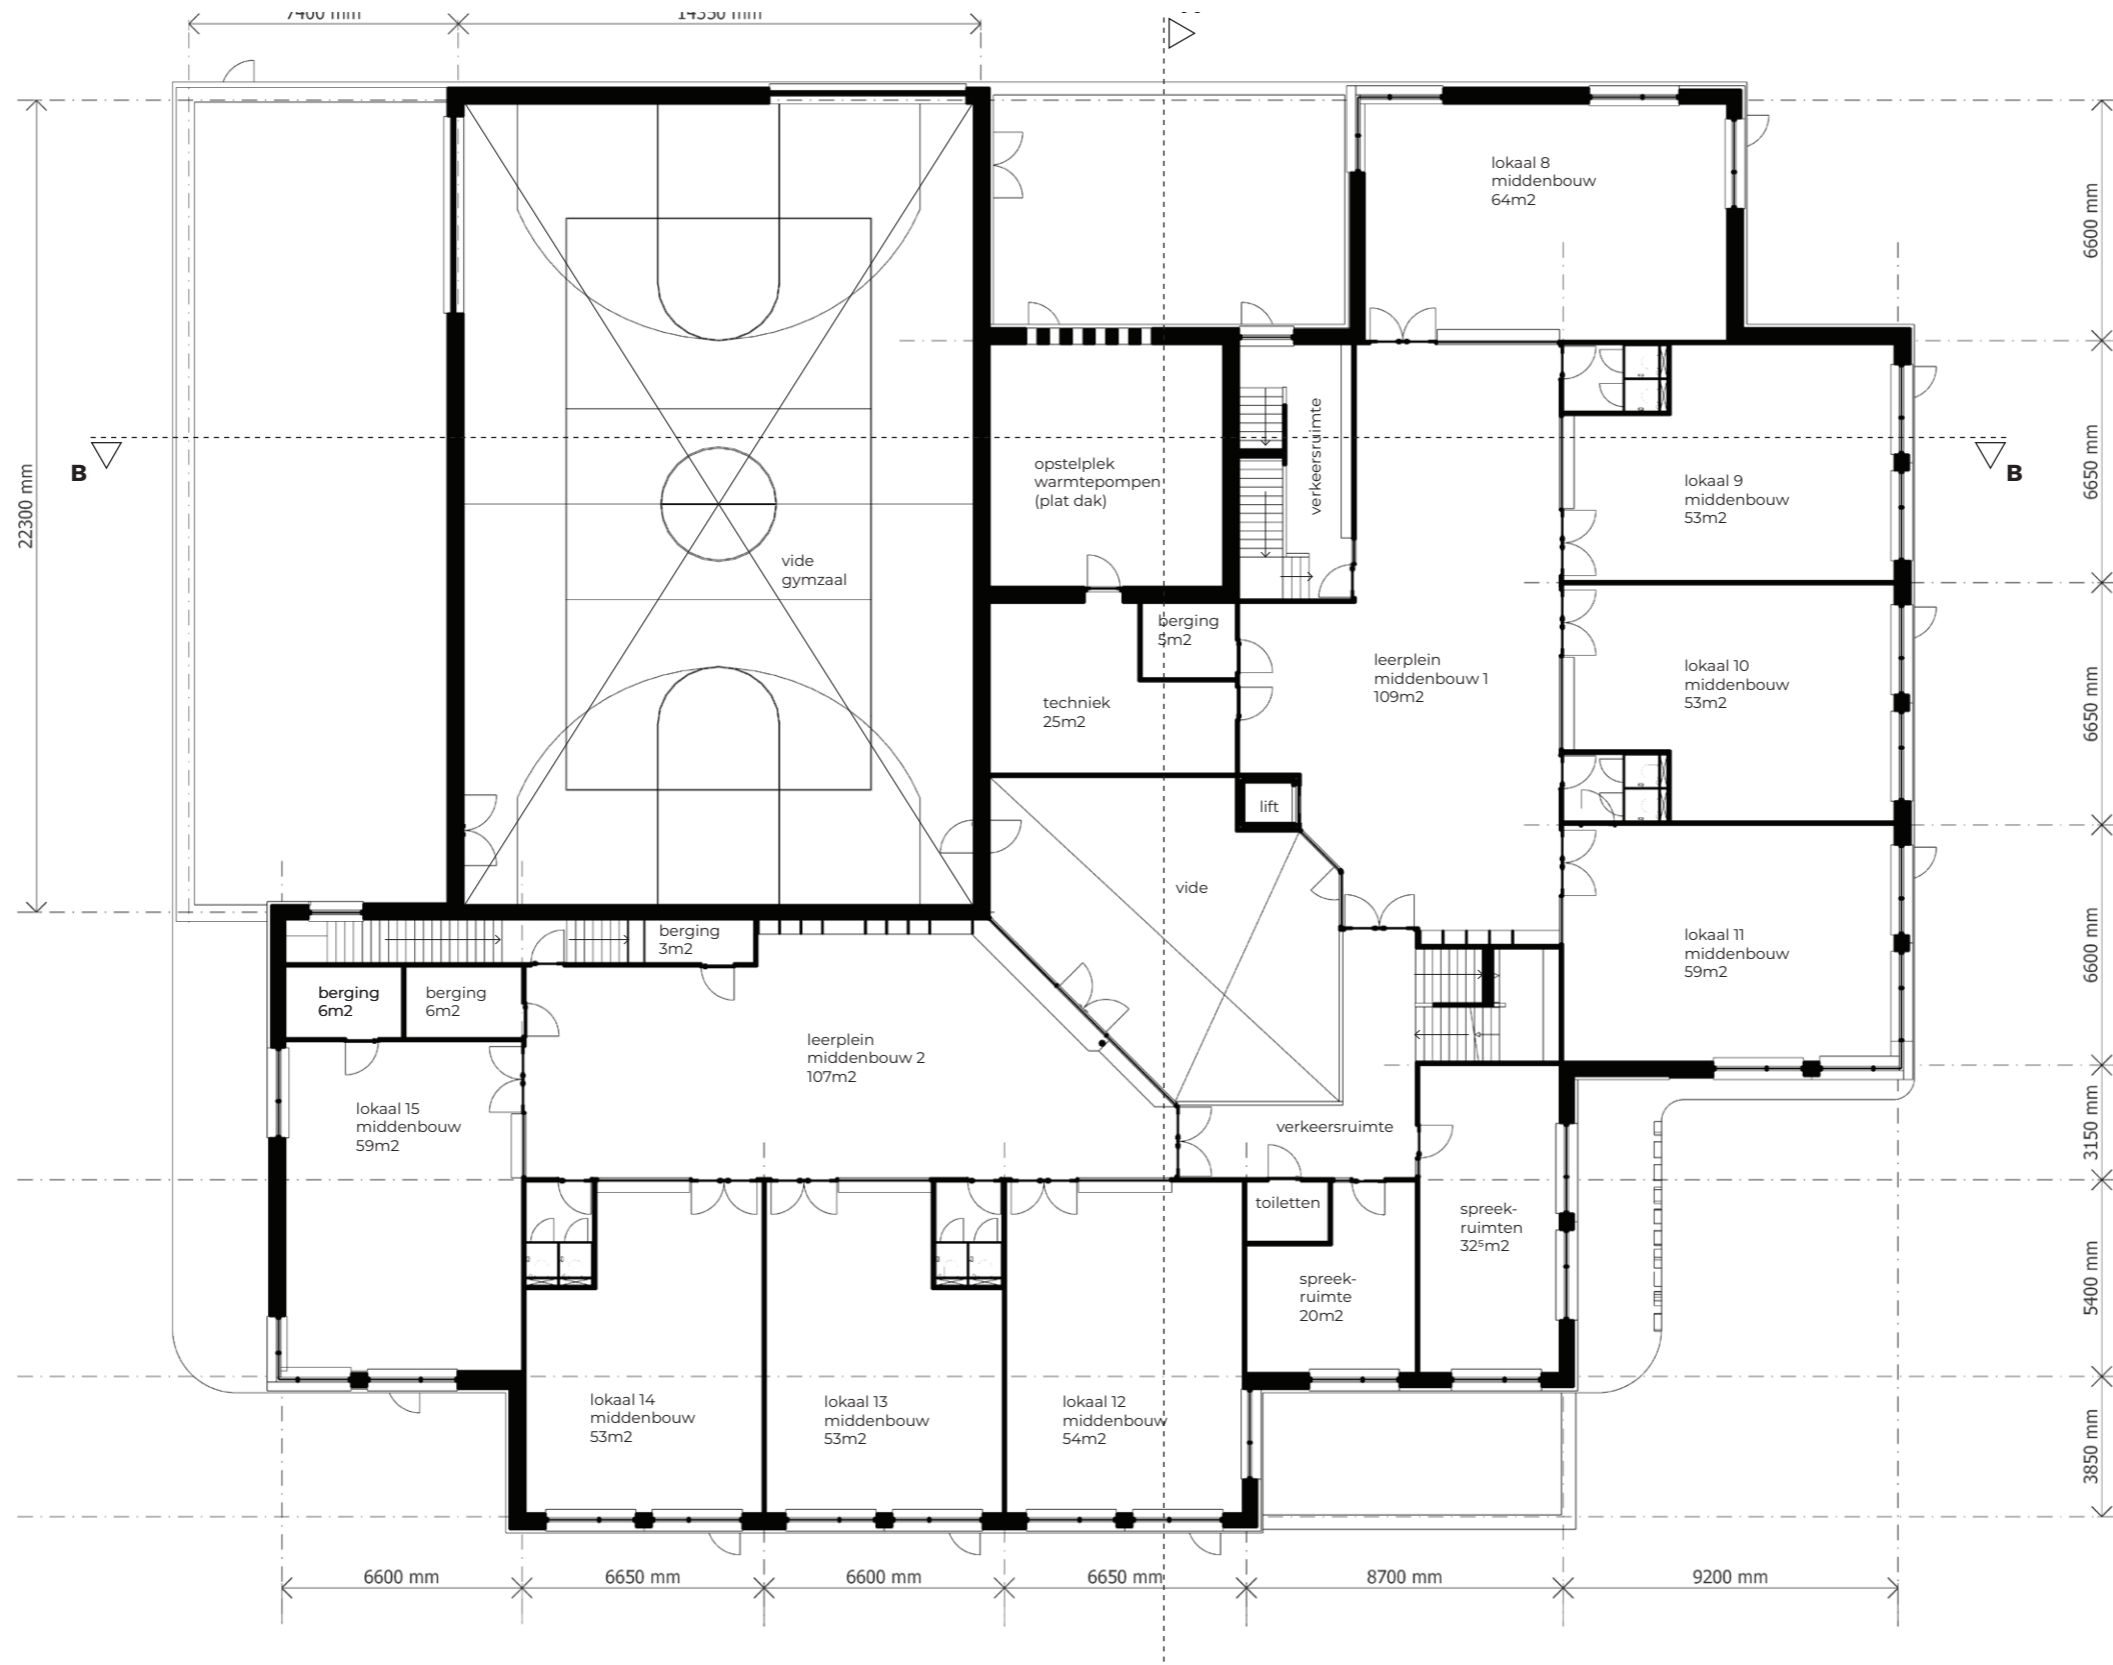 22300 mm
B
vide
gymzaal
opstelplek
warmtepompen
(plat dak)
verkeersruimte
lokaal 8
middenbouw
64m2
6600 mm
lokaal 9
middenbouw
53m2
6650 mm
B
berging
5m2
techniek
25m2
leerplein
middenbouw 1
109m2
lokaal 10
middenbouw
53m2
6650 mm
lift
vide
lokaal 11
middenbouw
59m2
6600 mm
berging
3m2
berging
6m2
berging
6m2
leerplein
middenbouw 2
107m2
lokaal 15
middenbouw
59m2
verkeersruimte
3150 mm
toiletten
spreek-
ruimten
32⁵m2
spreek-
ruimte
20m2
5400 mm
lokaal 14
middenbouw
53m2
lokaal 13
middenbouw
53m2
lokaal 12
middenbouw
54m2
3850 mm
6600 mm
6650 mm
6600 mm
6650 mm
8700 mm
9200 mm